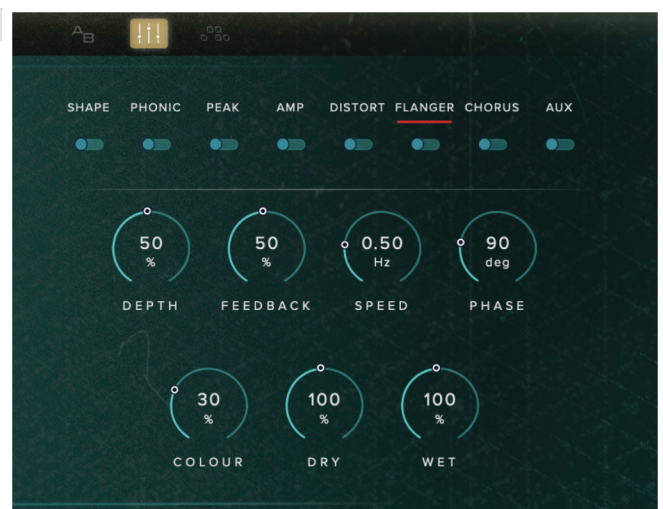 A B
SHAPE PHONIC PEAK AMP DISTORT FLANGER CHORUS AUX
50 50 0.50 90
% % Hz deg
DEPTH FEEDBACK SPEED PHASE
30 100 100
% % %
COLOUR DRY WET